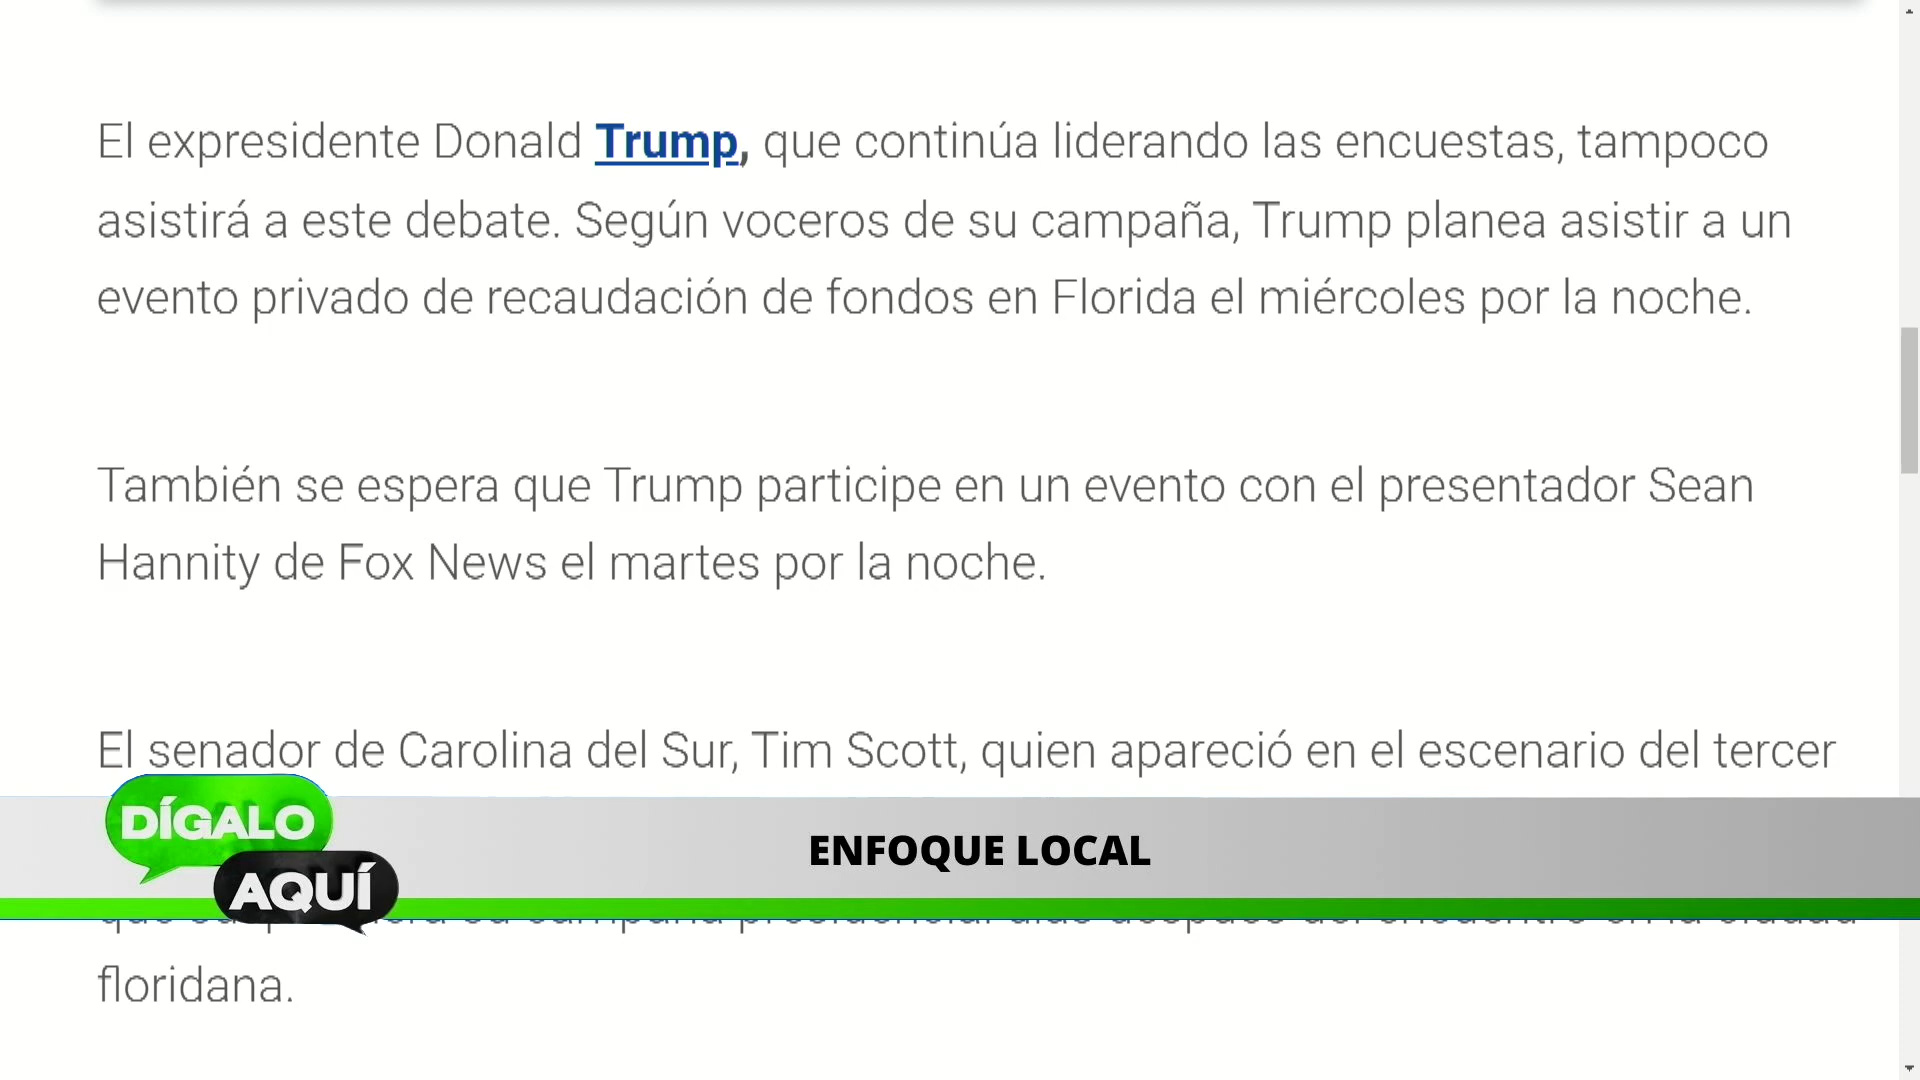 El expresidente Donald Trump, que continúa liderando las encuestas, tampoco
asistirá a este debate. Según voceros de su campaña, Trump planea asistir a un
evento privado de recaudación de fondos en Florida el miércoles por la noche.
También se espera que Trump participe en un evento con el presentador Sean
Hannity de Fox News el martes por la noche.
El senador de Carolina del Sur, Tim Scott, quien apareció en el escenario del tercer
DÍGALO
AQUÍ
ENFOQUE LOCAL
floridana.